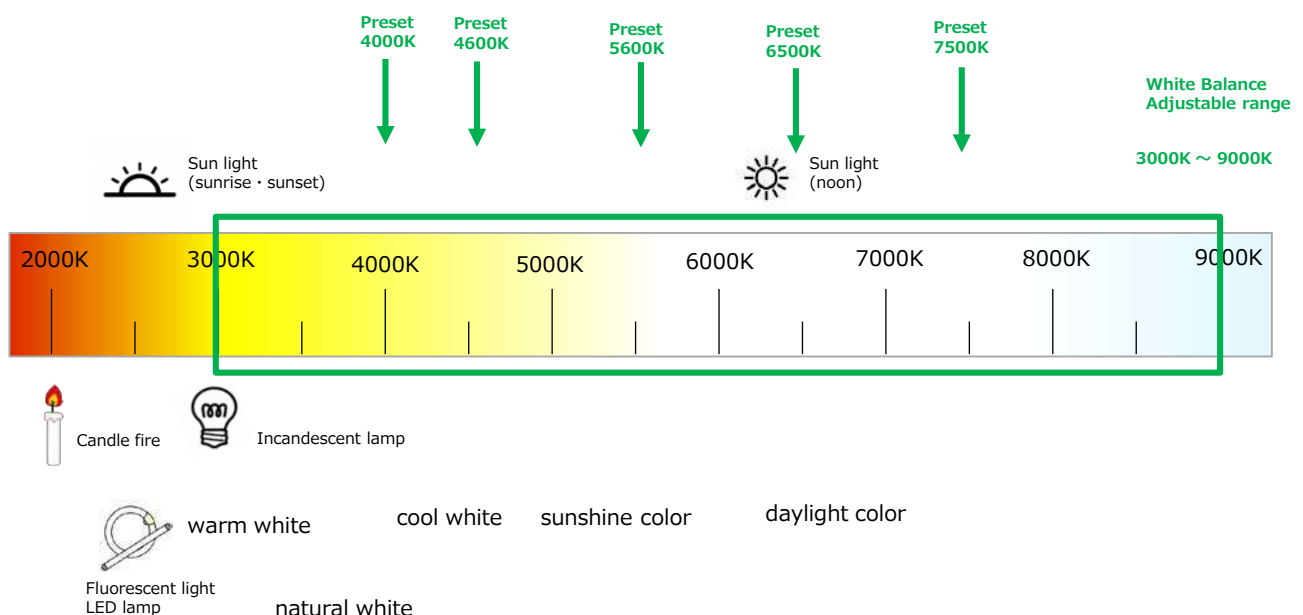 Preset
4000K
Preset
4600K
Preset
5600K
Preset
6500K
Preset
7500K
White Balance
Adjustable range
3000K ～ 9000K
Sun light
(sunrise・sunset)
Sun light
(noon)
2000K
3000K
4000K
5000K
6000K
7000K
8000K
9000K
Candle fire
Incandescent lamp
warm white
cool white
sunshine color
daylight color
Fluorescent light
LED lamp
natural white